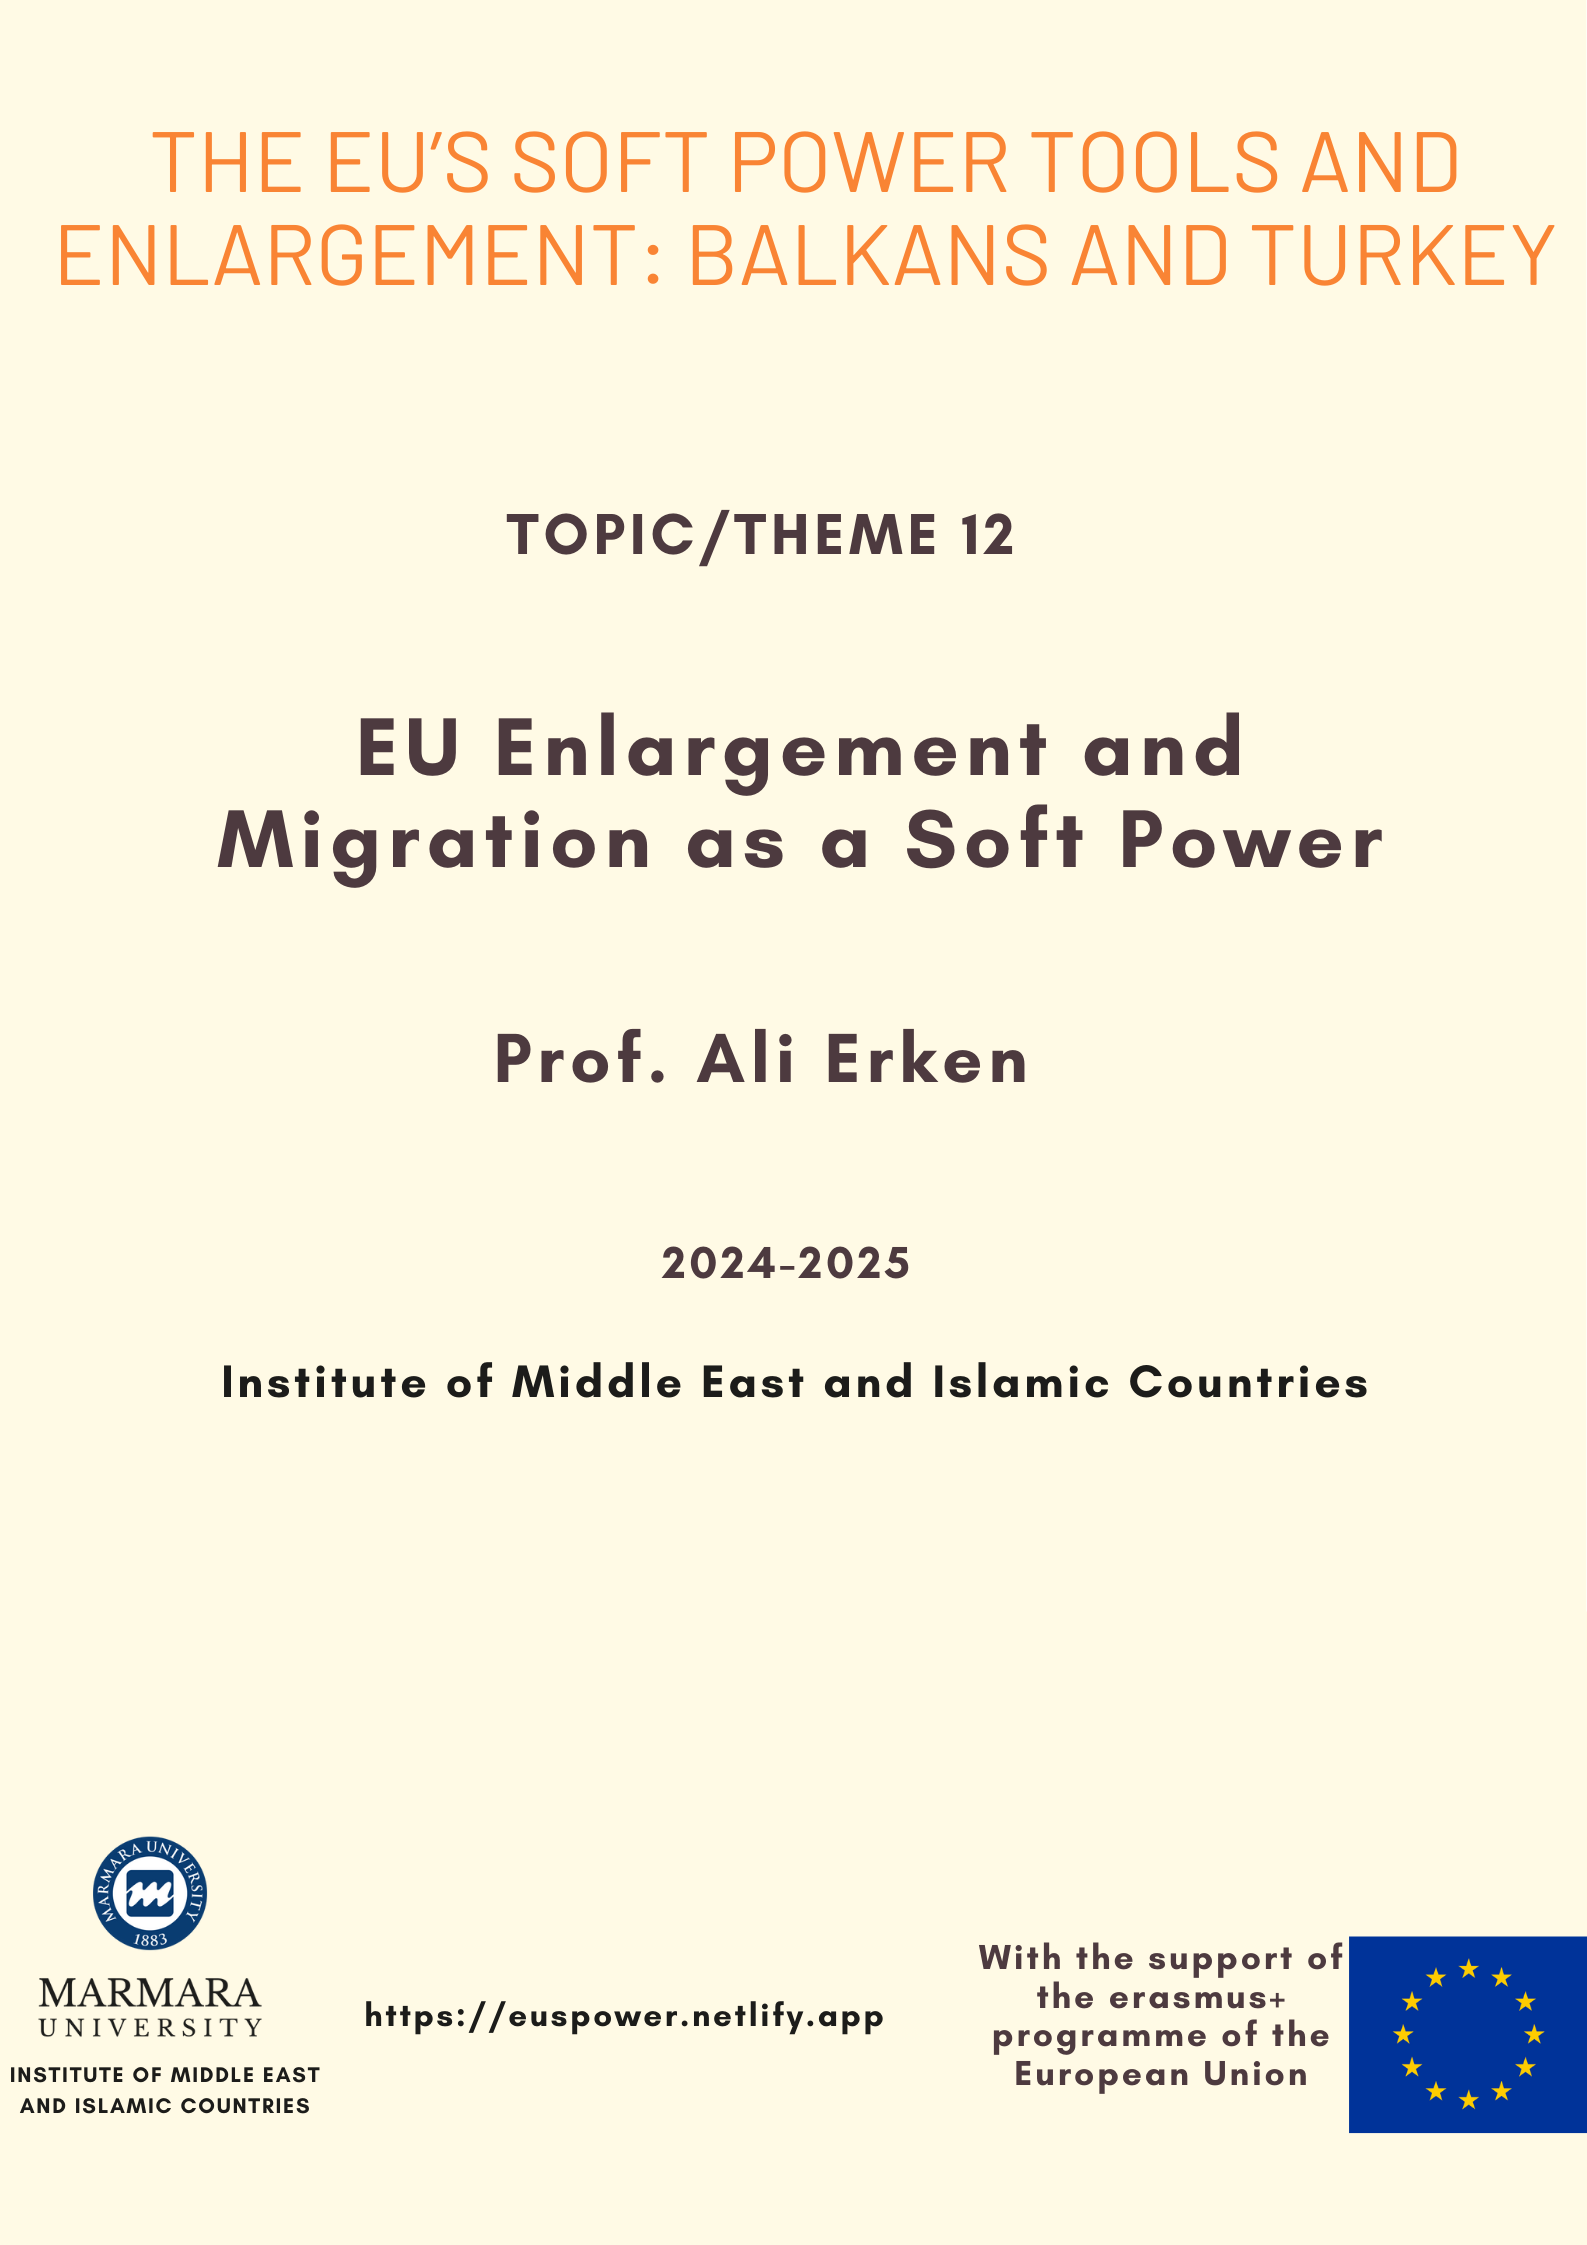 THE EU’S SOFT POWER TOOLS AND
ENLARGEMENT: BALKANS AND TURKEY
TOPIC/THEME 12
EU Enlargement and
Migration as a Soft Power
Prof. Ali Erken
2024-2025
Institute of Middle East and Islamic Countries
MARMARA UNIVERSITY
m
1883
MARMARA
UNIVERSITY
INSTITUTE OF MIDDLE EAST
AND ISLAMIC COUNTRIES
https://euspower.netlify.app
With the support of
the erasmus+
programme of the
European Union